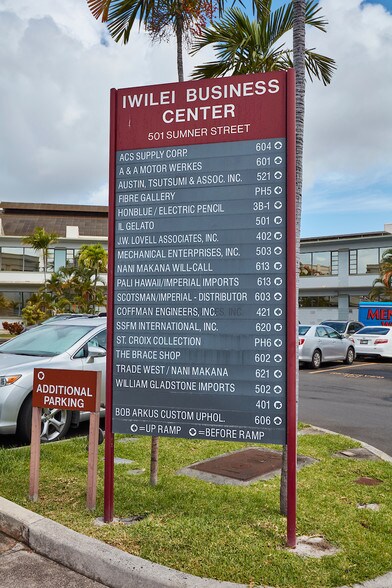 IWILEI BUSINESS
CENTER
501 SUMNER STREET
ACS SUPPLY CORP. 604
A & A MOTOR WERKES 601
AUSTIN, TSUTSUMI & ASSOC. INC. 521
FIBRE GALLERY PH5
HONBLUE / ELECTRIC PENCIL 3B-1
IL GELATO 501
J.W. LOVELL ASSOCIATES, INC. 402
MECHANICAL ENTERPRISES, INC. 503
NANI MAKANA WILL-CALL 613
PALI HAWAII/IMPERIAL IMPORTS 613
SCOTSMAN/IMPERIAL - DISTRIBUTOR 603
COFFMAN ENGINEERS, INC. 421
SSFM INTERNATIONAL, INC. 620
ST. CROIX COLLECTION PH6
THE BRACE SHOP 602
TRADE WEST / NANI MAKANA 621
WILLIAM GLADSTONE IMPORTS 502
401
BOB ARKUS CUSTOM UPHOL. 606
=UP RAMP =BEFORE RAMP
ADDITIONAL
PARKING